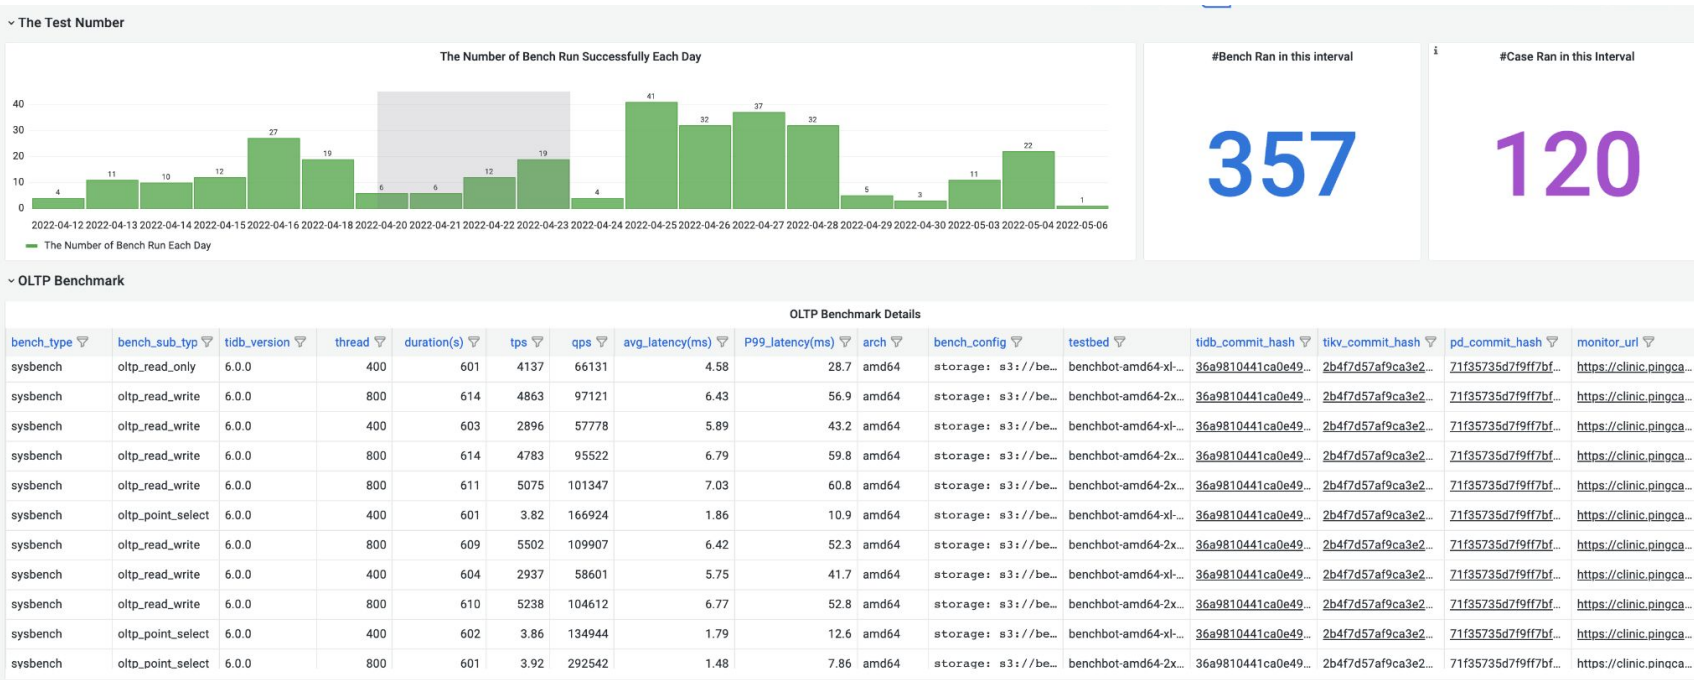 The Test Number
The Number of Bench Run Successfully Each Day
#Bench Ran in this interval
#Case Ran in this Interval
40
30
20
10
0
4 11 10 12 27 19 6 6 12 19 4 41 32 37 32 5 3 11 22 1
2022-04-12 2022-04-13 2022-04-14 2022-04-15 2022-04-16 2022-04-18 2022-04-20 2022-04-21 2022-04-22 2022-04-23 2022-04-24 2022-04-25 2022-04-26 2022-04-27 2022-04-28 2022-04-29 2022-04-30 2022-05-03 2022-05-04 2022-05-06
The Number of Bench Run Each Day
357
120
OLTP Benchmark
OLTP Benchmark Details
bench_type bench_sub_typ tidb_version thread duration(s) tps qps avg_latency(ms) P99_latency(ms) arch bench_config testbed tidb_commit_hash tikv_commit_hash pd_commit_hash monitor_url
sysbench oltp_read_only 6.0.0 400 601 4137 66131 4.58 28.7 amd64 storage: s3://be... benchbot-amd64-xl-... 36a9810441ca0e49... 2b4f7d57af9ca3e2... 71f35735d7f9ff7bf... https://clinic.pingca...
sysbench oltp_read_write 6.0.0 800 614 4863 97121 6.43 56.9 amd64 storage: s3://be... benchbot-amd64-2x... 36a9810441ca0e49... 2b4f7d57af9ca3e2... 71f35735d7f9ff7bf... https://clinic.pingca...
sysbench oltp_read_write 6.0.0 400 603 2896 57778 5.89 43.2 amd64 storage: s3://be... benchbot-amd64-xl-... 36a9810441ca0e49... 2b4f7d57af9ca3e2... 71f35735d7f9ff7bf... https://clinic.pingca...
sysbench oltp_read_write 6.0.0 800 614 4783 95522 6.79 59.8 amd64 storage: s3://be... benchbot-amd64-2x... 36a9810441ca0e49... 2b4f7d57af9ca3e2... 71f35735d7f9ff7bf... https://clinic.pingca...
sysbench oltp_read_write 6.0.0 800 611 5075 101347 7.03 60.8 amd64 storage: s3://be... benchbot-amd64-2x... 36a9810441ca0e49... 2b4f7d57af9ca3e2... 71f35735d7f9ff7bf... https://clinic.pingca...
sysbench oltp_point_select 6.0.0 400 601 3.82 166924 1.86 10.9 amd64 storage: s3://be... benchbot-amd64-xl-... 36a9810441ca0e49... 2b4f7d57af9ca3e2... 71f35735d7f9ff7bf... https://clinic.pingca...
sysbench oltp_read_write 6.0.0 800 609 5502 109907 6.42 52.3 amd64 storage: s3://be... benchbot-amd64-2x... 36a9810441ca0e49... 2b4f7d57af9ca3e2... 71f35735d7f9ff7bf... https://clinic.pingca...
sysbench oltp_read_write 6.0.0 400 604 2937 58601 5.75 41.7 amd64 storage: s3://be... benchbot-amd64-xl-... 36a9810441ca0e49... 2b4f7d57af9ca3e2... 71f35735d7f9ff7bf... https://clinic.pingca...
sysbench oltp_read_write 6.0.0 800 610 5238 104612 6.77 52.8 amd64 storage: s3://be... benchbot-amd64-2x... 36a9810441ca0e49... 2b4f7d57af9ca3e2... 71f35735d7f9ff7bf... https://clinic.pingca...
sysbench oltp_point_select 6.0.0 400 602 3.86 134944 1.79 12.6 amd64 storage: s3://be... benchbot-amd64-xl-... 36a9810441ca0e49... 2b4f7d57af9ca3e2... 71f35735d7f9ff7bf... https://clinic.pingca...
sysbench oltp_point_select 6.0.0 800 601 3.92 292542 1.48 7.86 amd64 storage: s3://be... benchbot-amd64-2x... 36a9810441ca0e49... 2b4f7d57af9ca3e2... 71f35735d7f9ff7bf... https://clinic.pingca...